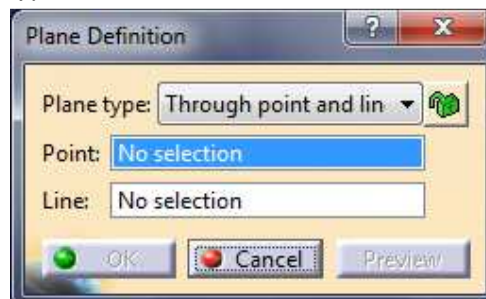 Plane Definition
?
X
Plane type: Through point and lin
Point: No selection
Line: No selection
OK Cancel Preview